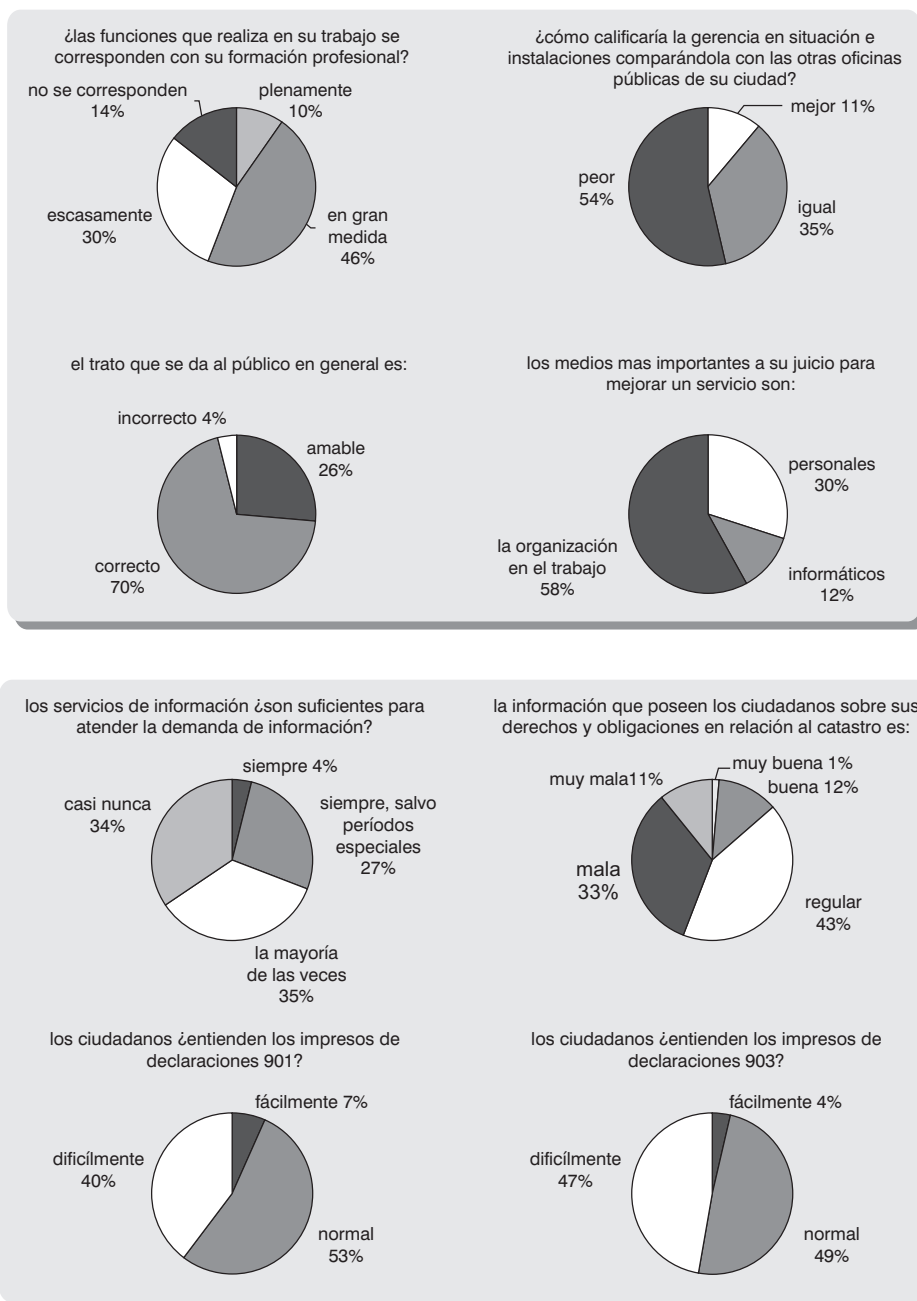 ¿las funciones que realiza en su trabajo se
corresponden con su formación profesional?
no se corresponden
14%
plenamente
10%
escasamente
30%
en gran
medida
46%
¿cómo calificaría la gerencia en situación e
instalaciones comparándola con las otras oficinas
públicas de su ciudad?
mejor 11%
peor
54%
igual
35%
el trato que se da al público en general es:
incorrecto 4%
amable
26%
correcto
70%
los medios mas importantes a su juicio para
mejorar un servicio son:
personales
30%
la organización
en el trabajo
58%
informáticos
12%
los servicios de información ¿son suficientes para
atender la demanda de información?
siempre 4%
casi nunca
34%
siempre, salvo
períodos
especiales
27%
la mayoría
de las veces
35%
la información que poseen los ciudadanos sobre sus
derechos y obligaciones en relación al catastro es:
muy buena 1%
muy mala11%
buena 12%
mala
33%
regular
43%
los ciudadanos ¿entienden los impresos de
declaraciones 901?
fácilmente 7%
dificílmente
40%
normal
53%
los ciudadanos ¿entienden los impresos de
declaraciones 903?
fácilmente 4%
dificílmente
47%
normal
49%